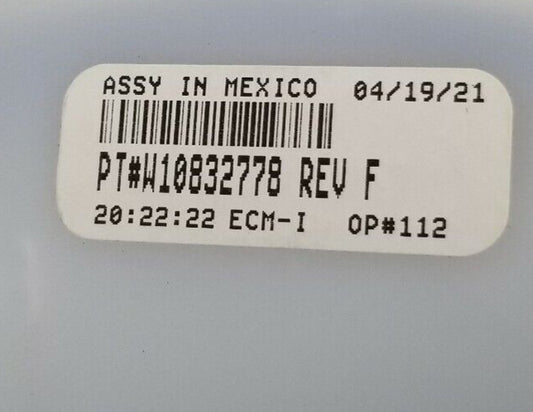 ASSY IN MEXICO 04/19/21
PT#W10832778 REV F
20:22:22 ECM-I OP#112